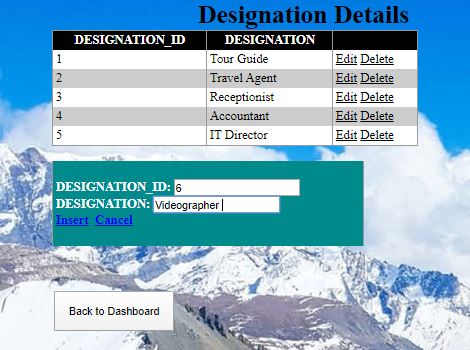 Designation Details
DESIGNATION_ID DESIGNATION
1 Tour Guide Edit Delete
2 Travel Agent Edit Delete
3 Receptionist Edit Delete
4 Accountant Edit Delete
5 IT Director Edit Delete
DESIGNATION_ID: 6
DESIGNATION: Videographer
Insert Cancel
Back to Dashboard